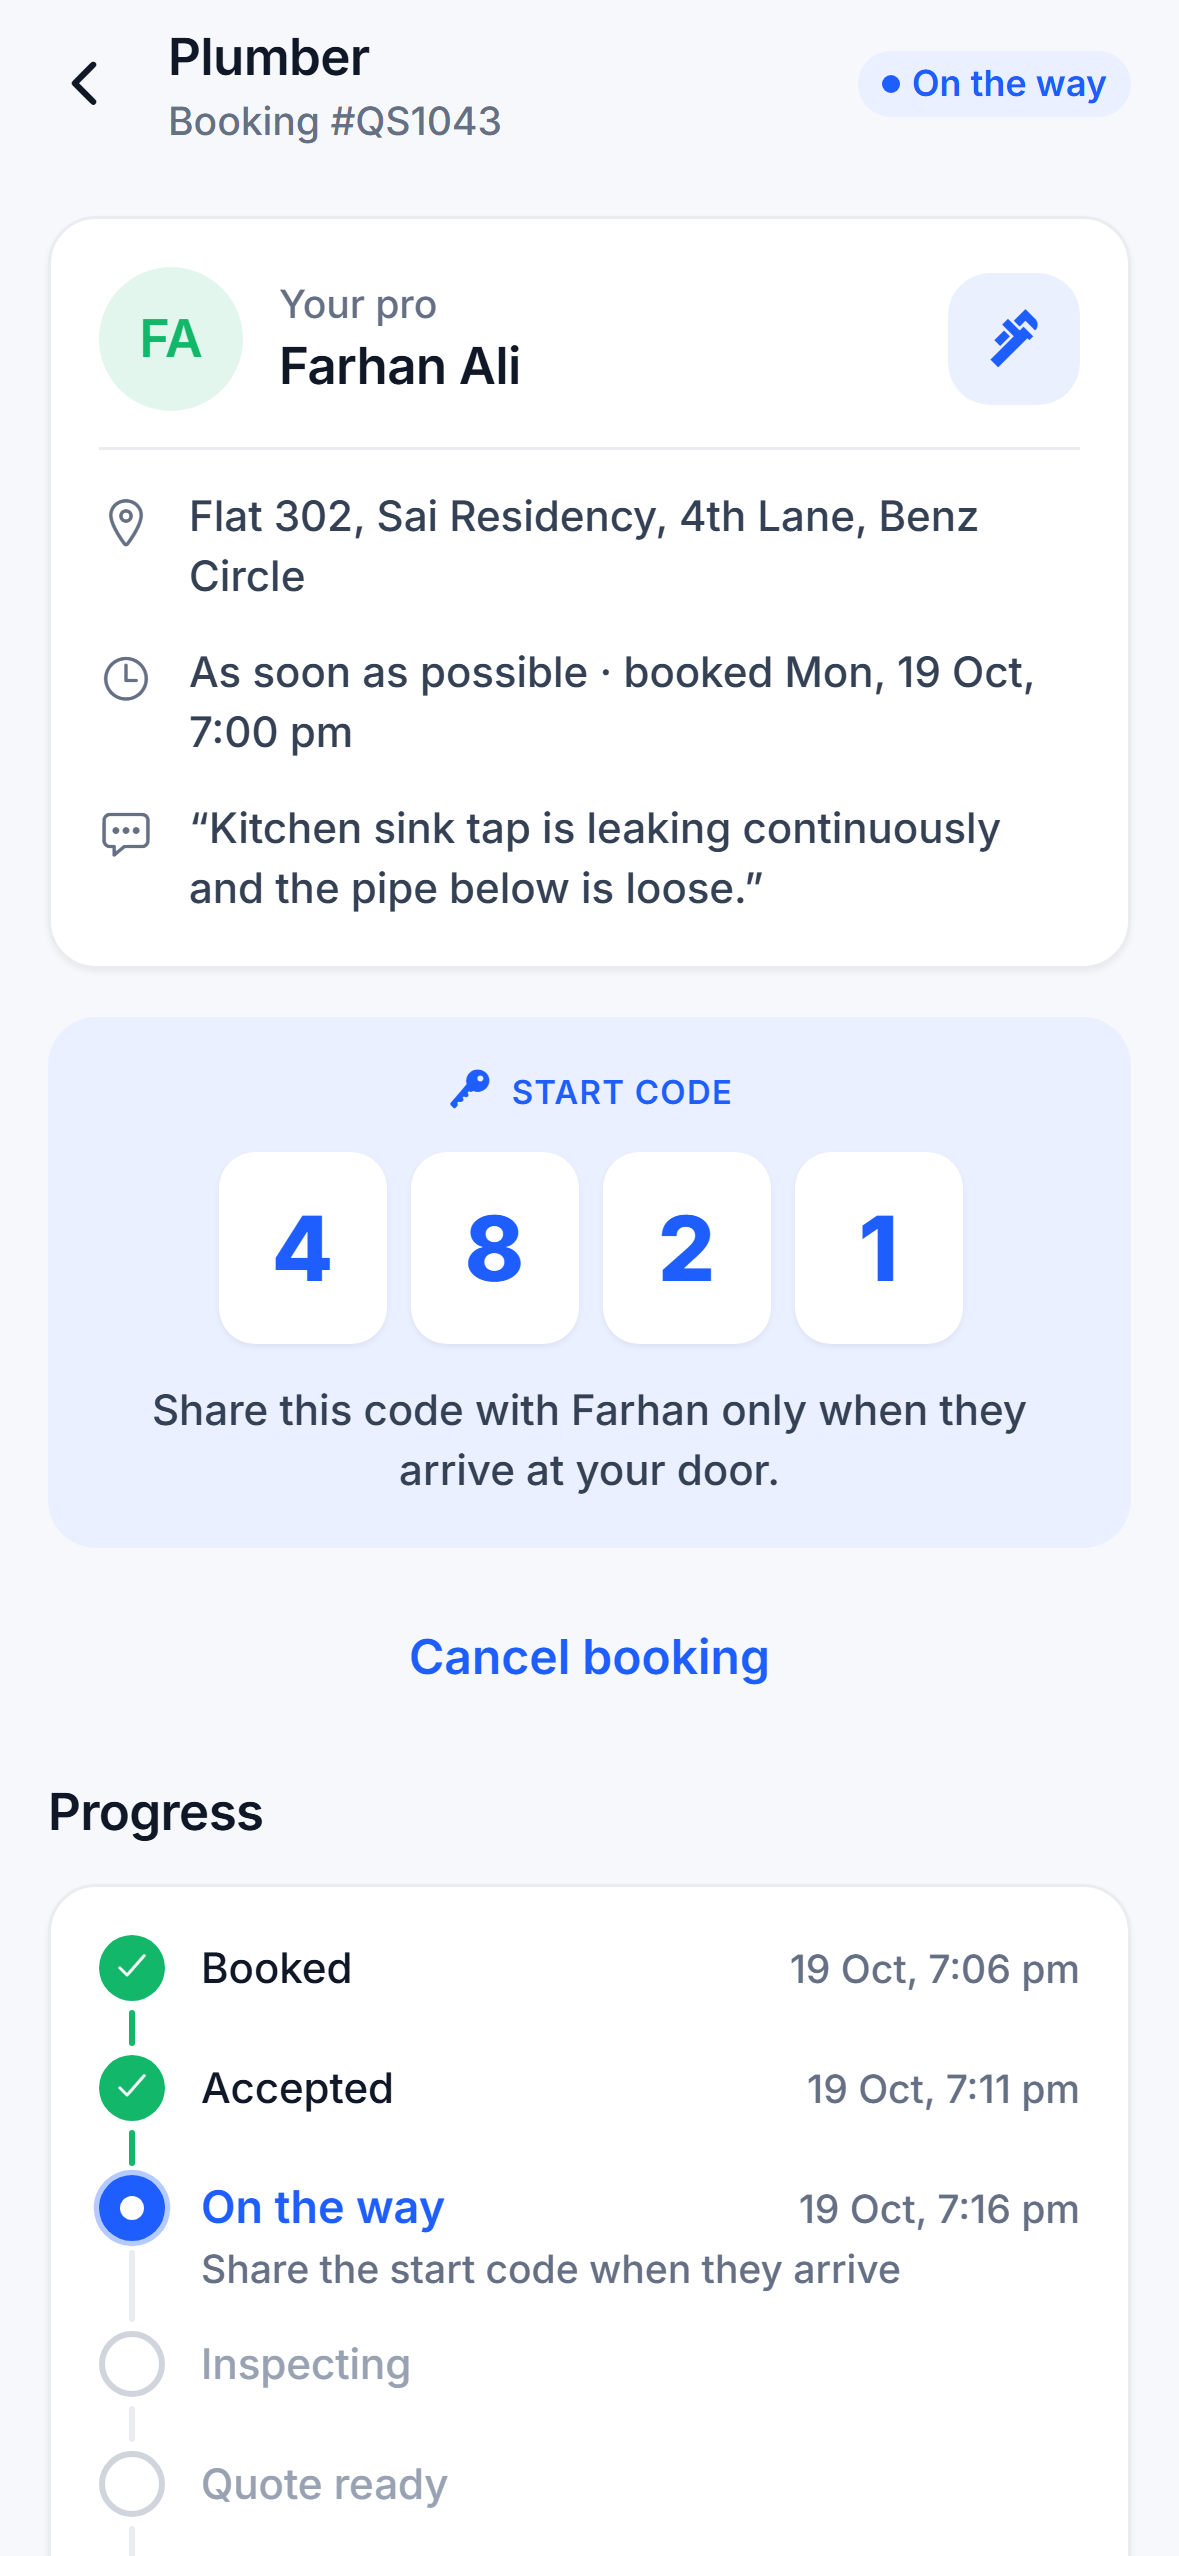 Plumber
Booking #QS1043
On the way
FA
Your pro
Farhan Ali
Flat 302, Sai Residency, 4th Lane, Benz
Circle
As soon as possible · booked Mon, 19 Oct,
7:00 pm
“Kitchen sink tap is leaking continuously
and the pipe below is loose.”
START CODE
4 8 2 1
Share this code with Farhan only when they
arrive at your door.
Cancel booking
Progress
Booked 19 Oct, 7:06 pm
Accepted 19 Oct, 7:11 pm
On the way 19 Oct, 7:16 pm
Share the start code when they arrive
Inspecting
Quote ready